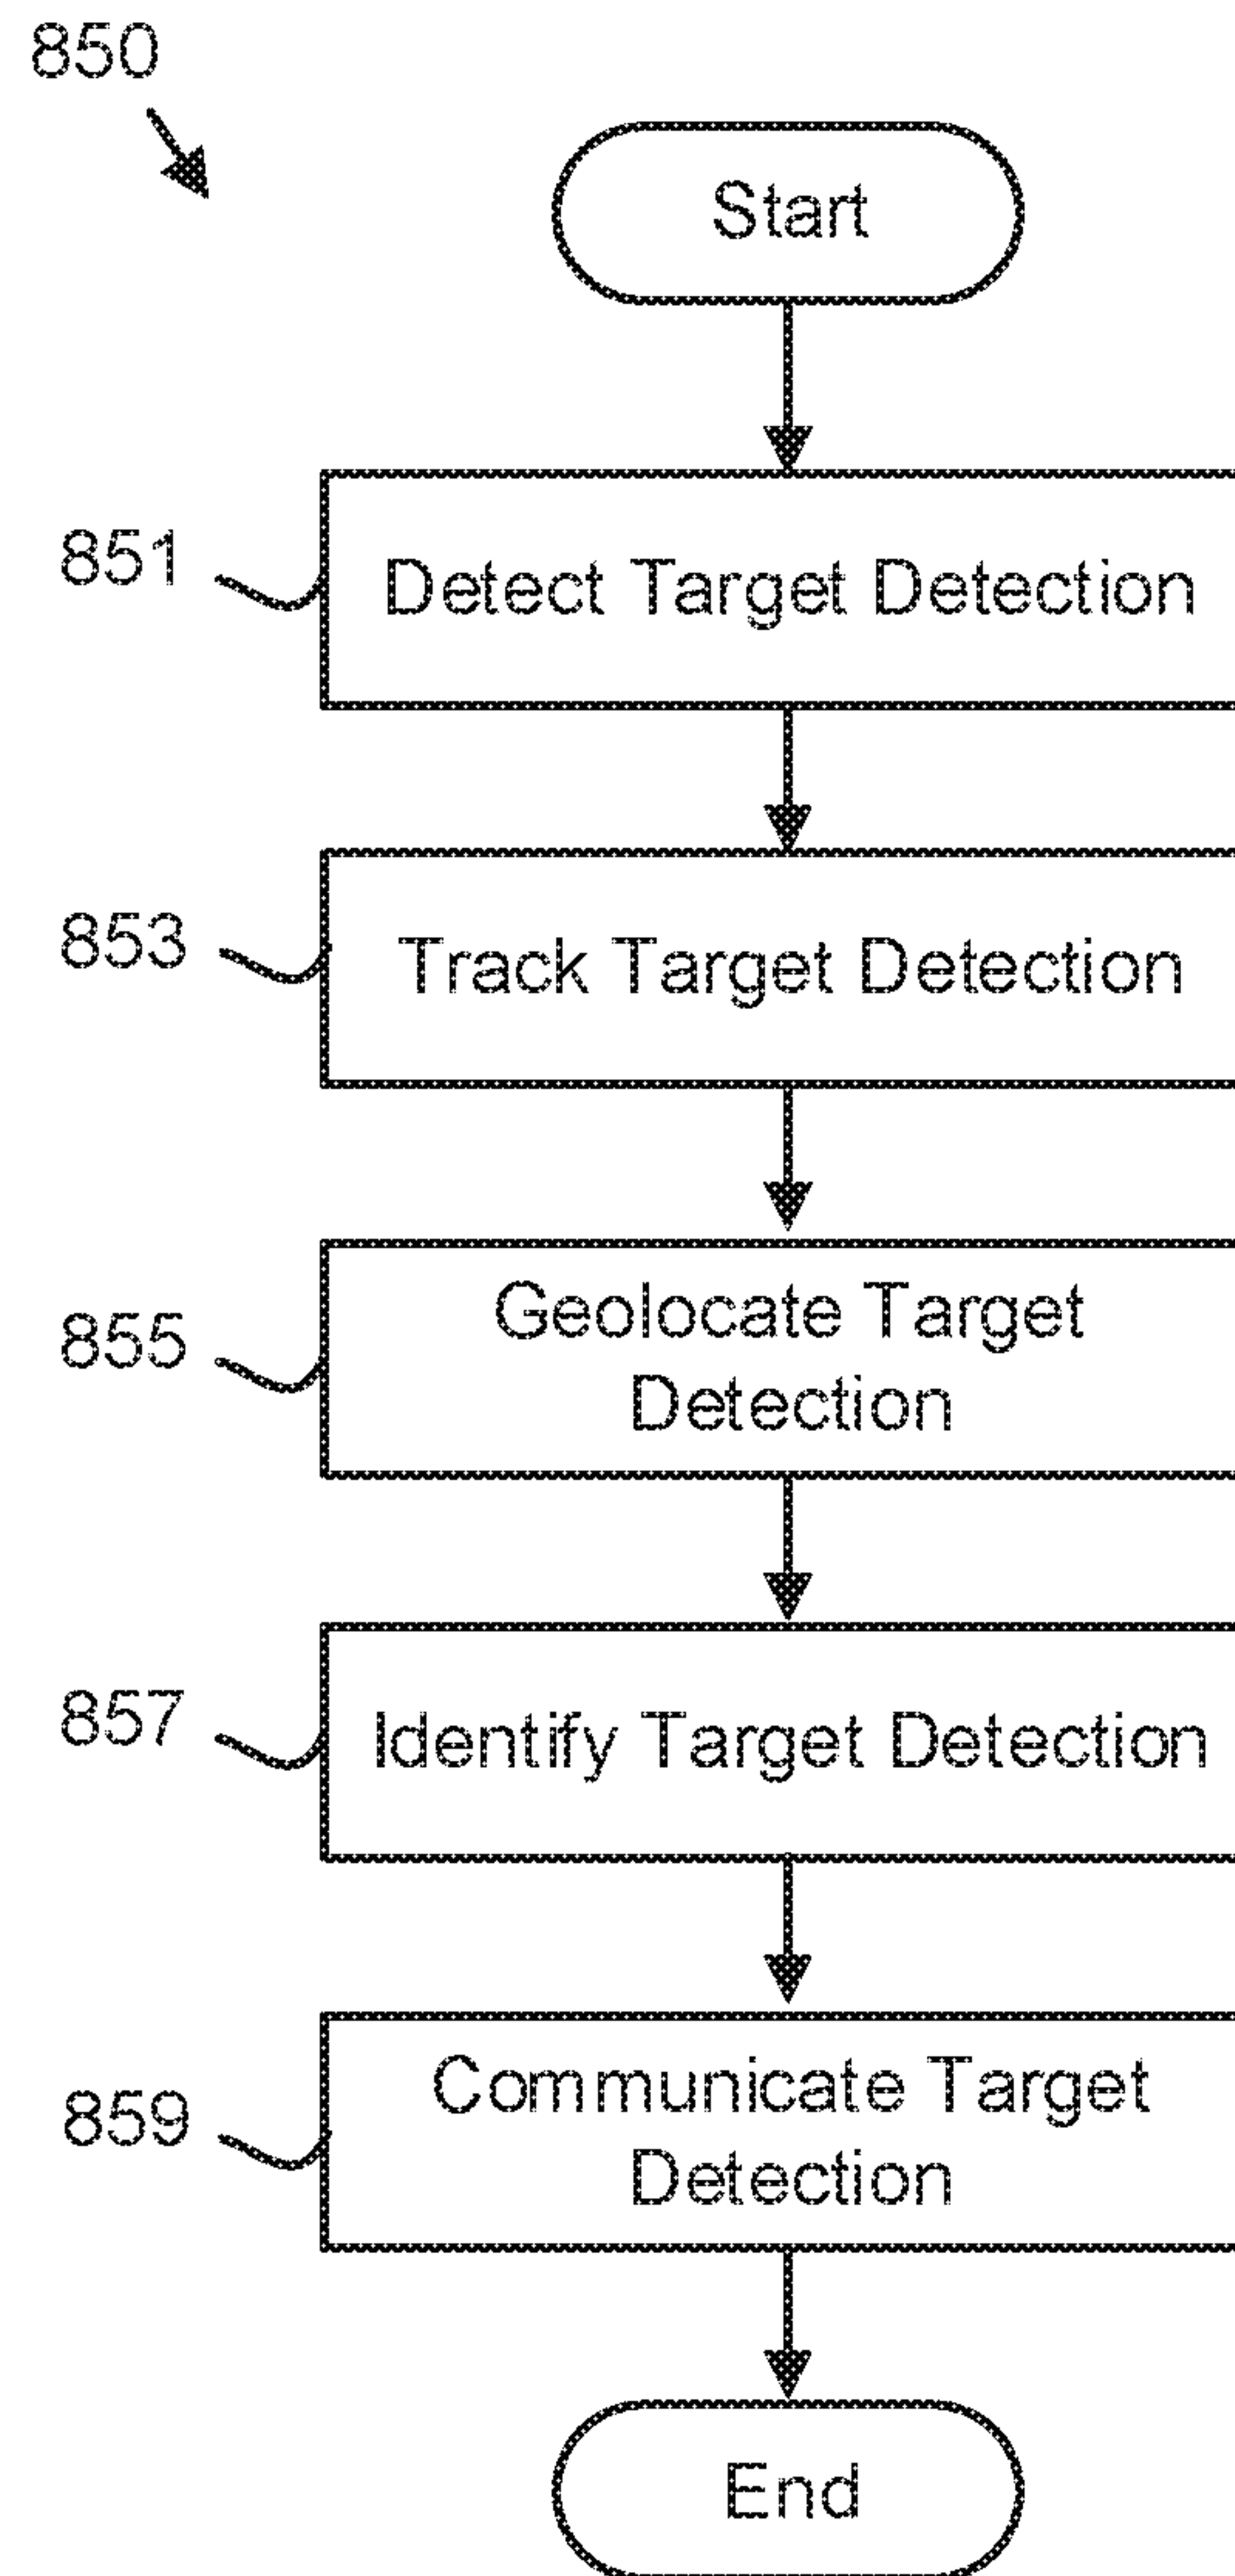 850
Start
851
Detect Target Detection
853
Track Target Detection
855
Geolocate Target
Detection
857
Identify Target Detection
859
Communicate Target
Detection
End